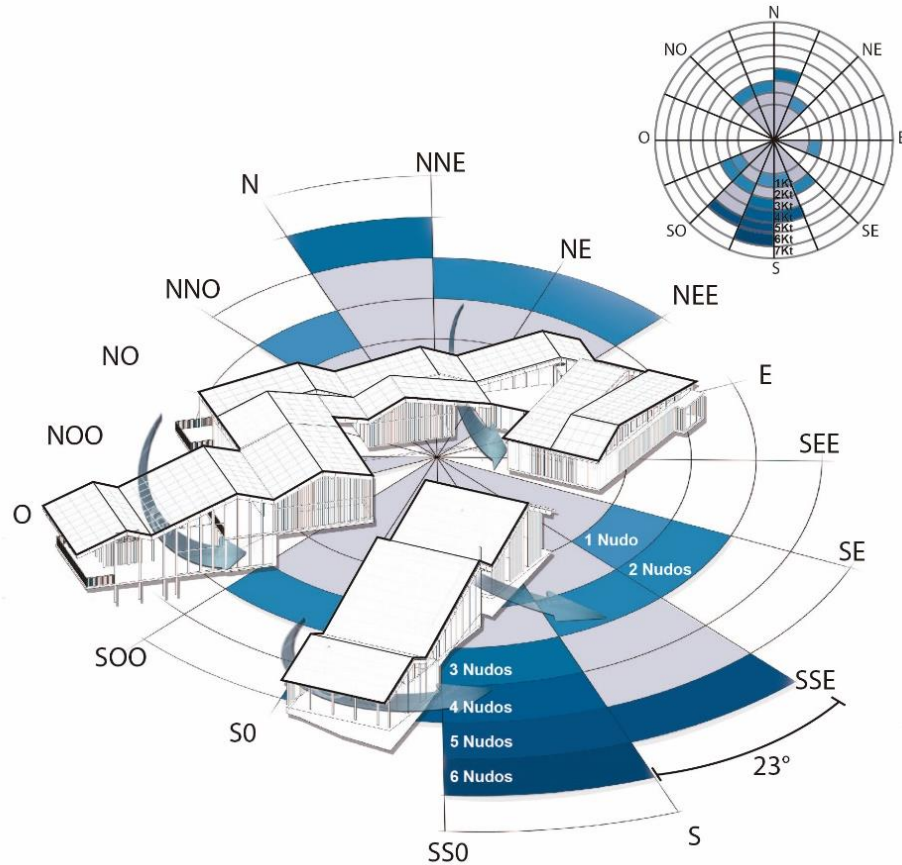 N
NO
NE
O
E
1Kt
2Kt
3Kt
4Kt
5Kt
6Kt
7Kt
SO
SE
S
N
NNE
NE
NNO
NEE
NO
E
NOO
SEE
O
1 Nudo
SE
2 Nudos
SOO
3 Nudos
SSE
4 Nudos
S0
5 Nudos
23°
6 Nudos
S
SS0